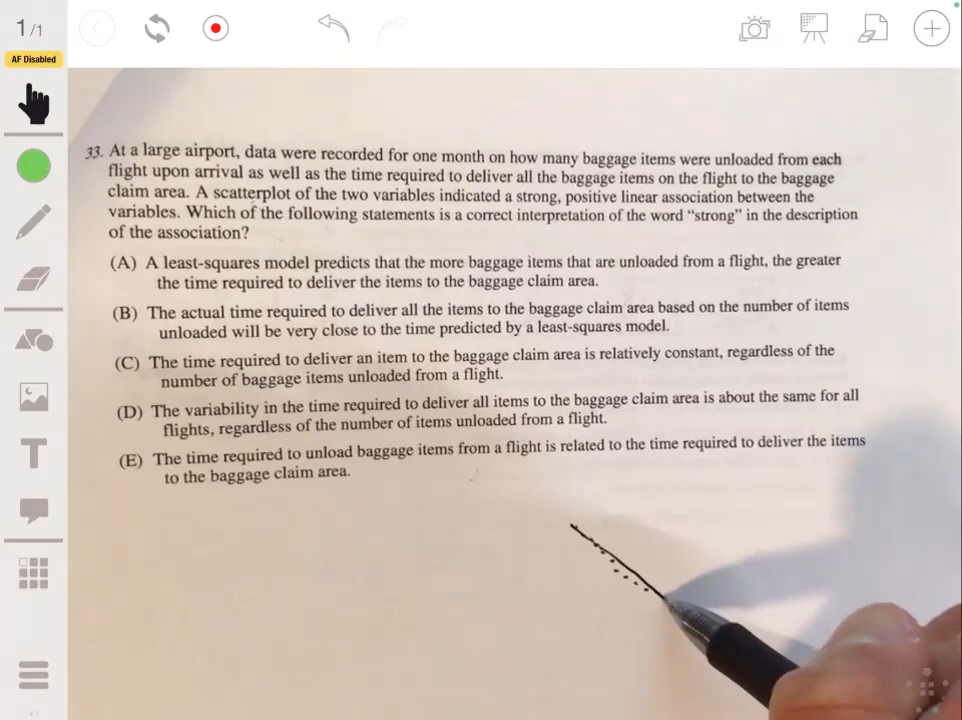 1/1
AF Disabled
33. At a large airport, data were recorded for one month on how many baggage items were unloaded from each
flight upon arrival as well as the time required to deliver all the baggage items on the flight to the baggage
claim area. A scatterplot of the two variables indicated a strong, positive linear association between the
variables. Which of the following statements is a correct interpretation of the word “strong” in the description
of the association?
(A) A least-squares model predicts that the more baggage items that are unloaded from a flight, the greater
the time required to deliver the items to the baggage claim area.
(B) The actual time required to deliver all the items to the baggage claim area based on the number of items
unloaded will be very close to the time predicted by a least-squares model.
(C) The time required to deliver an item to the baggage claim area is relatively constant, regardless of the
number of baggage items unloaded from a flight.
(D) The variability in the time required to deliver all items to the baggage claim area is about the same for all
flights, regardless of the number of items unloaded from a flight.
(E) The time required to unload baggage items from a flight is related to the time required to deliver the items
to the baggage claim area.
T